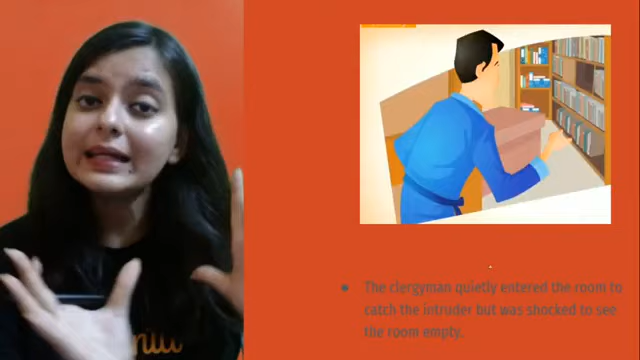 The clergyman quietly entered the room to
catch the intruder but was shocked to see
the room empty.